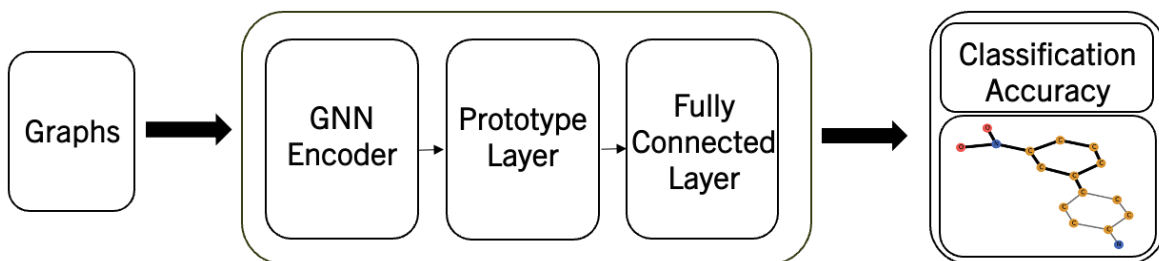 Graphs
GNN
Encoder
Prototype
Layer
Fully
Connected
Layer
Classification
Accuracy